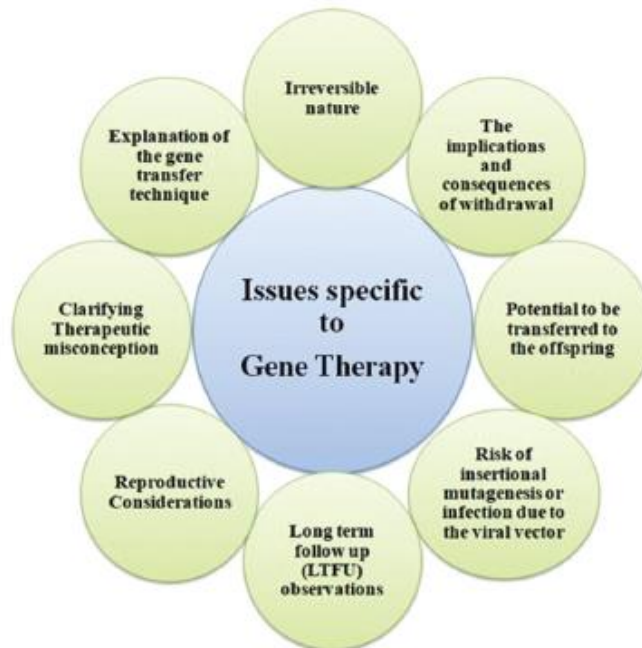 Irreversible
nature
The
implications
and
consequences
of withdrawal
Potential to be
transferred to
the offspring
Risk of
insertional
mutagenesis or
infection due to
the viral vector
Long term
follow up
(LTFU)
observations
Reproductive
Considerations
Clarifying
Therapeutic
misconception
Explanation of
the gene
transfer
technique
Issues specific
to
Gene Therapy